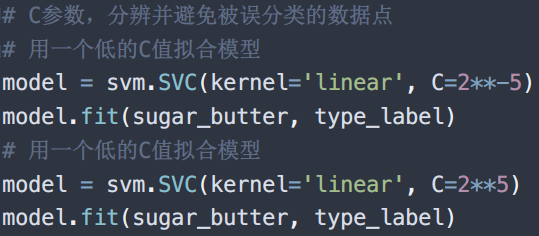 # C参数，分辨并避免被误分类的数据点
# 用一个低的C值拟合模型
model = svm.SVC(kernel='linear', C=2**-5)
model.fit(sugar_butter, type_label)
# 用一个低的C值拟合模型
model = svm.SVC(kernel='linear', C=2**5)
model.fit(sugar_butter, type_label)